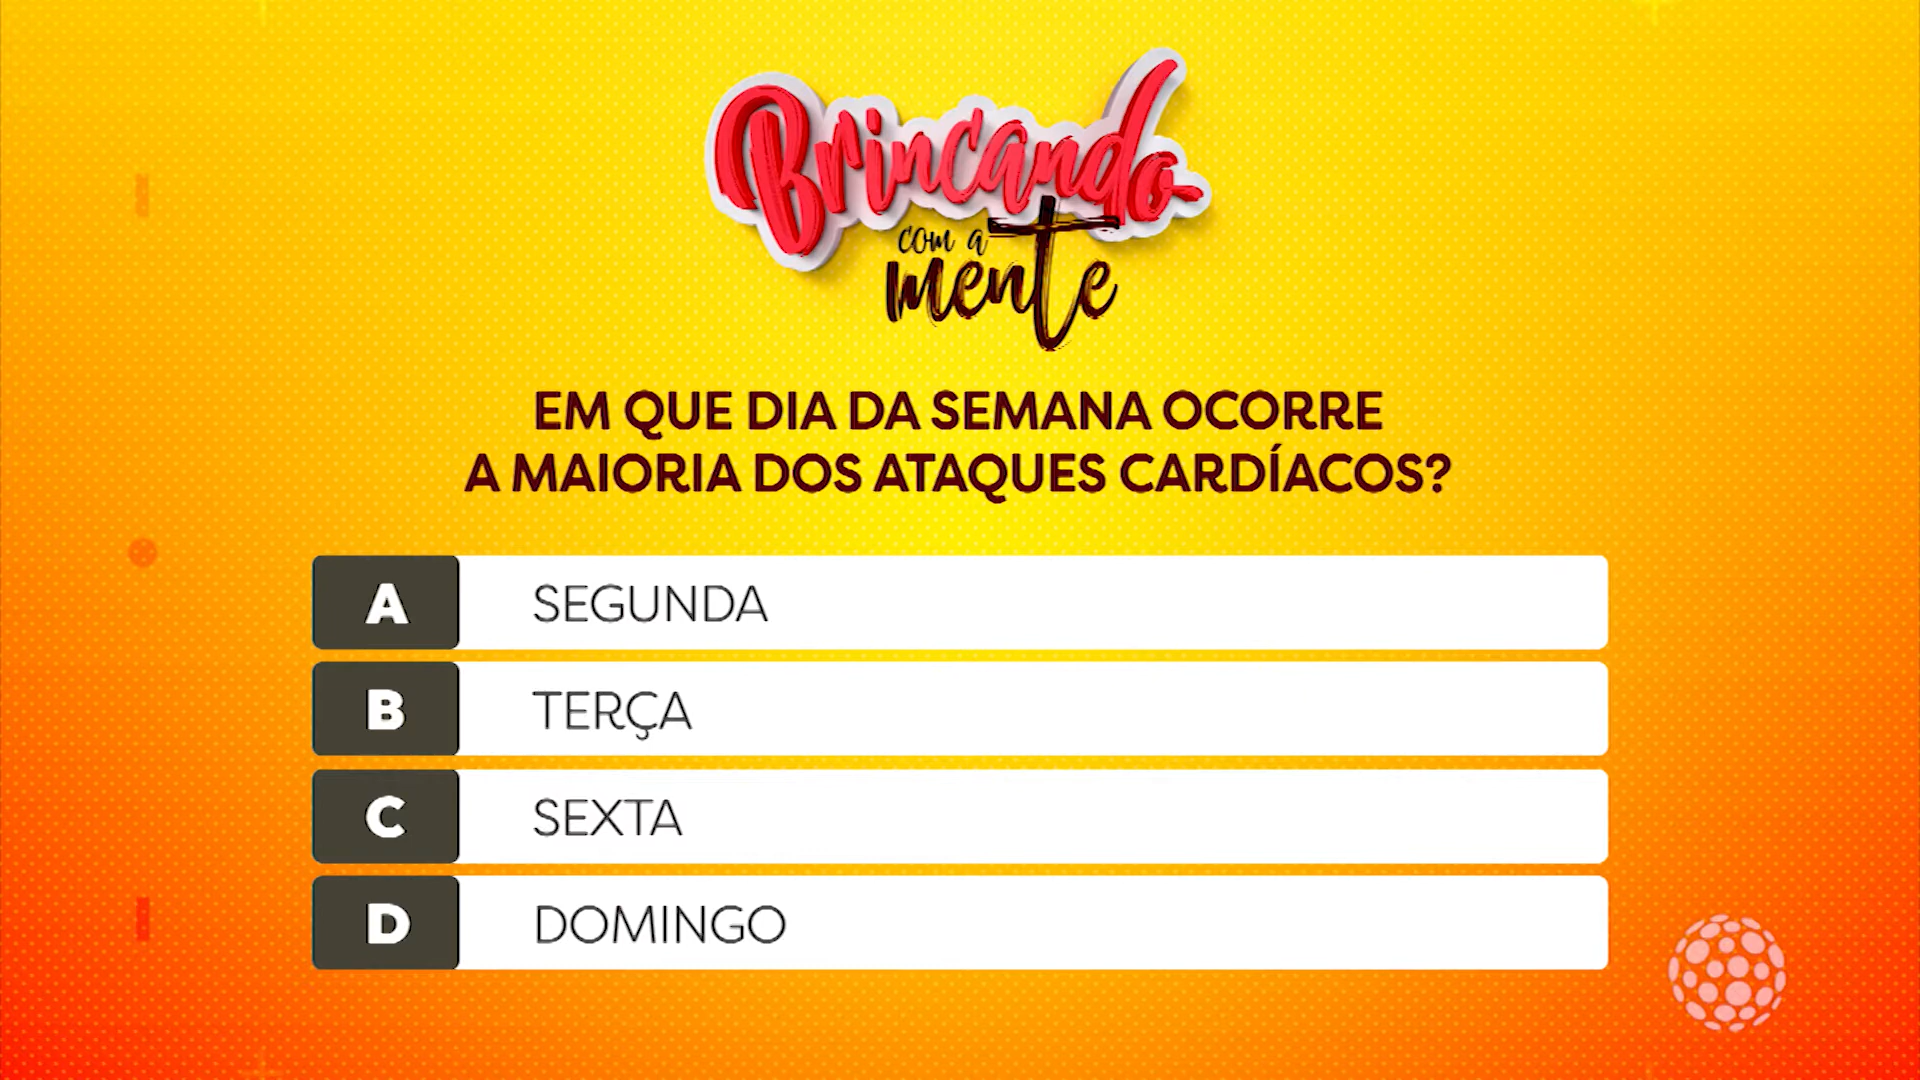 Brincando
com a
mente
EM QUE DIA DA SEMANA OCORRE
A MAIORIA DOS ATAQUES CARDÍACOS?
A SEGUNDA
B TERÇA
C SEXTA
D DOMINGO